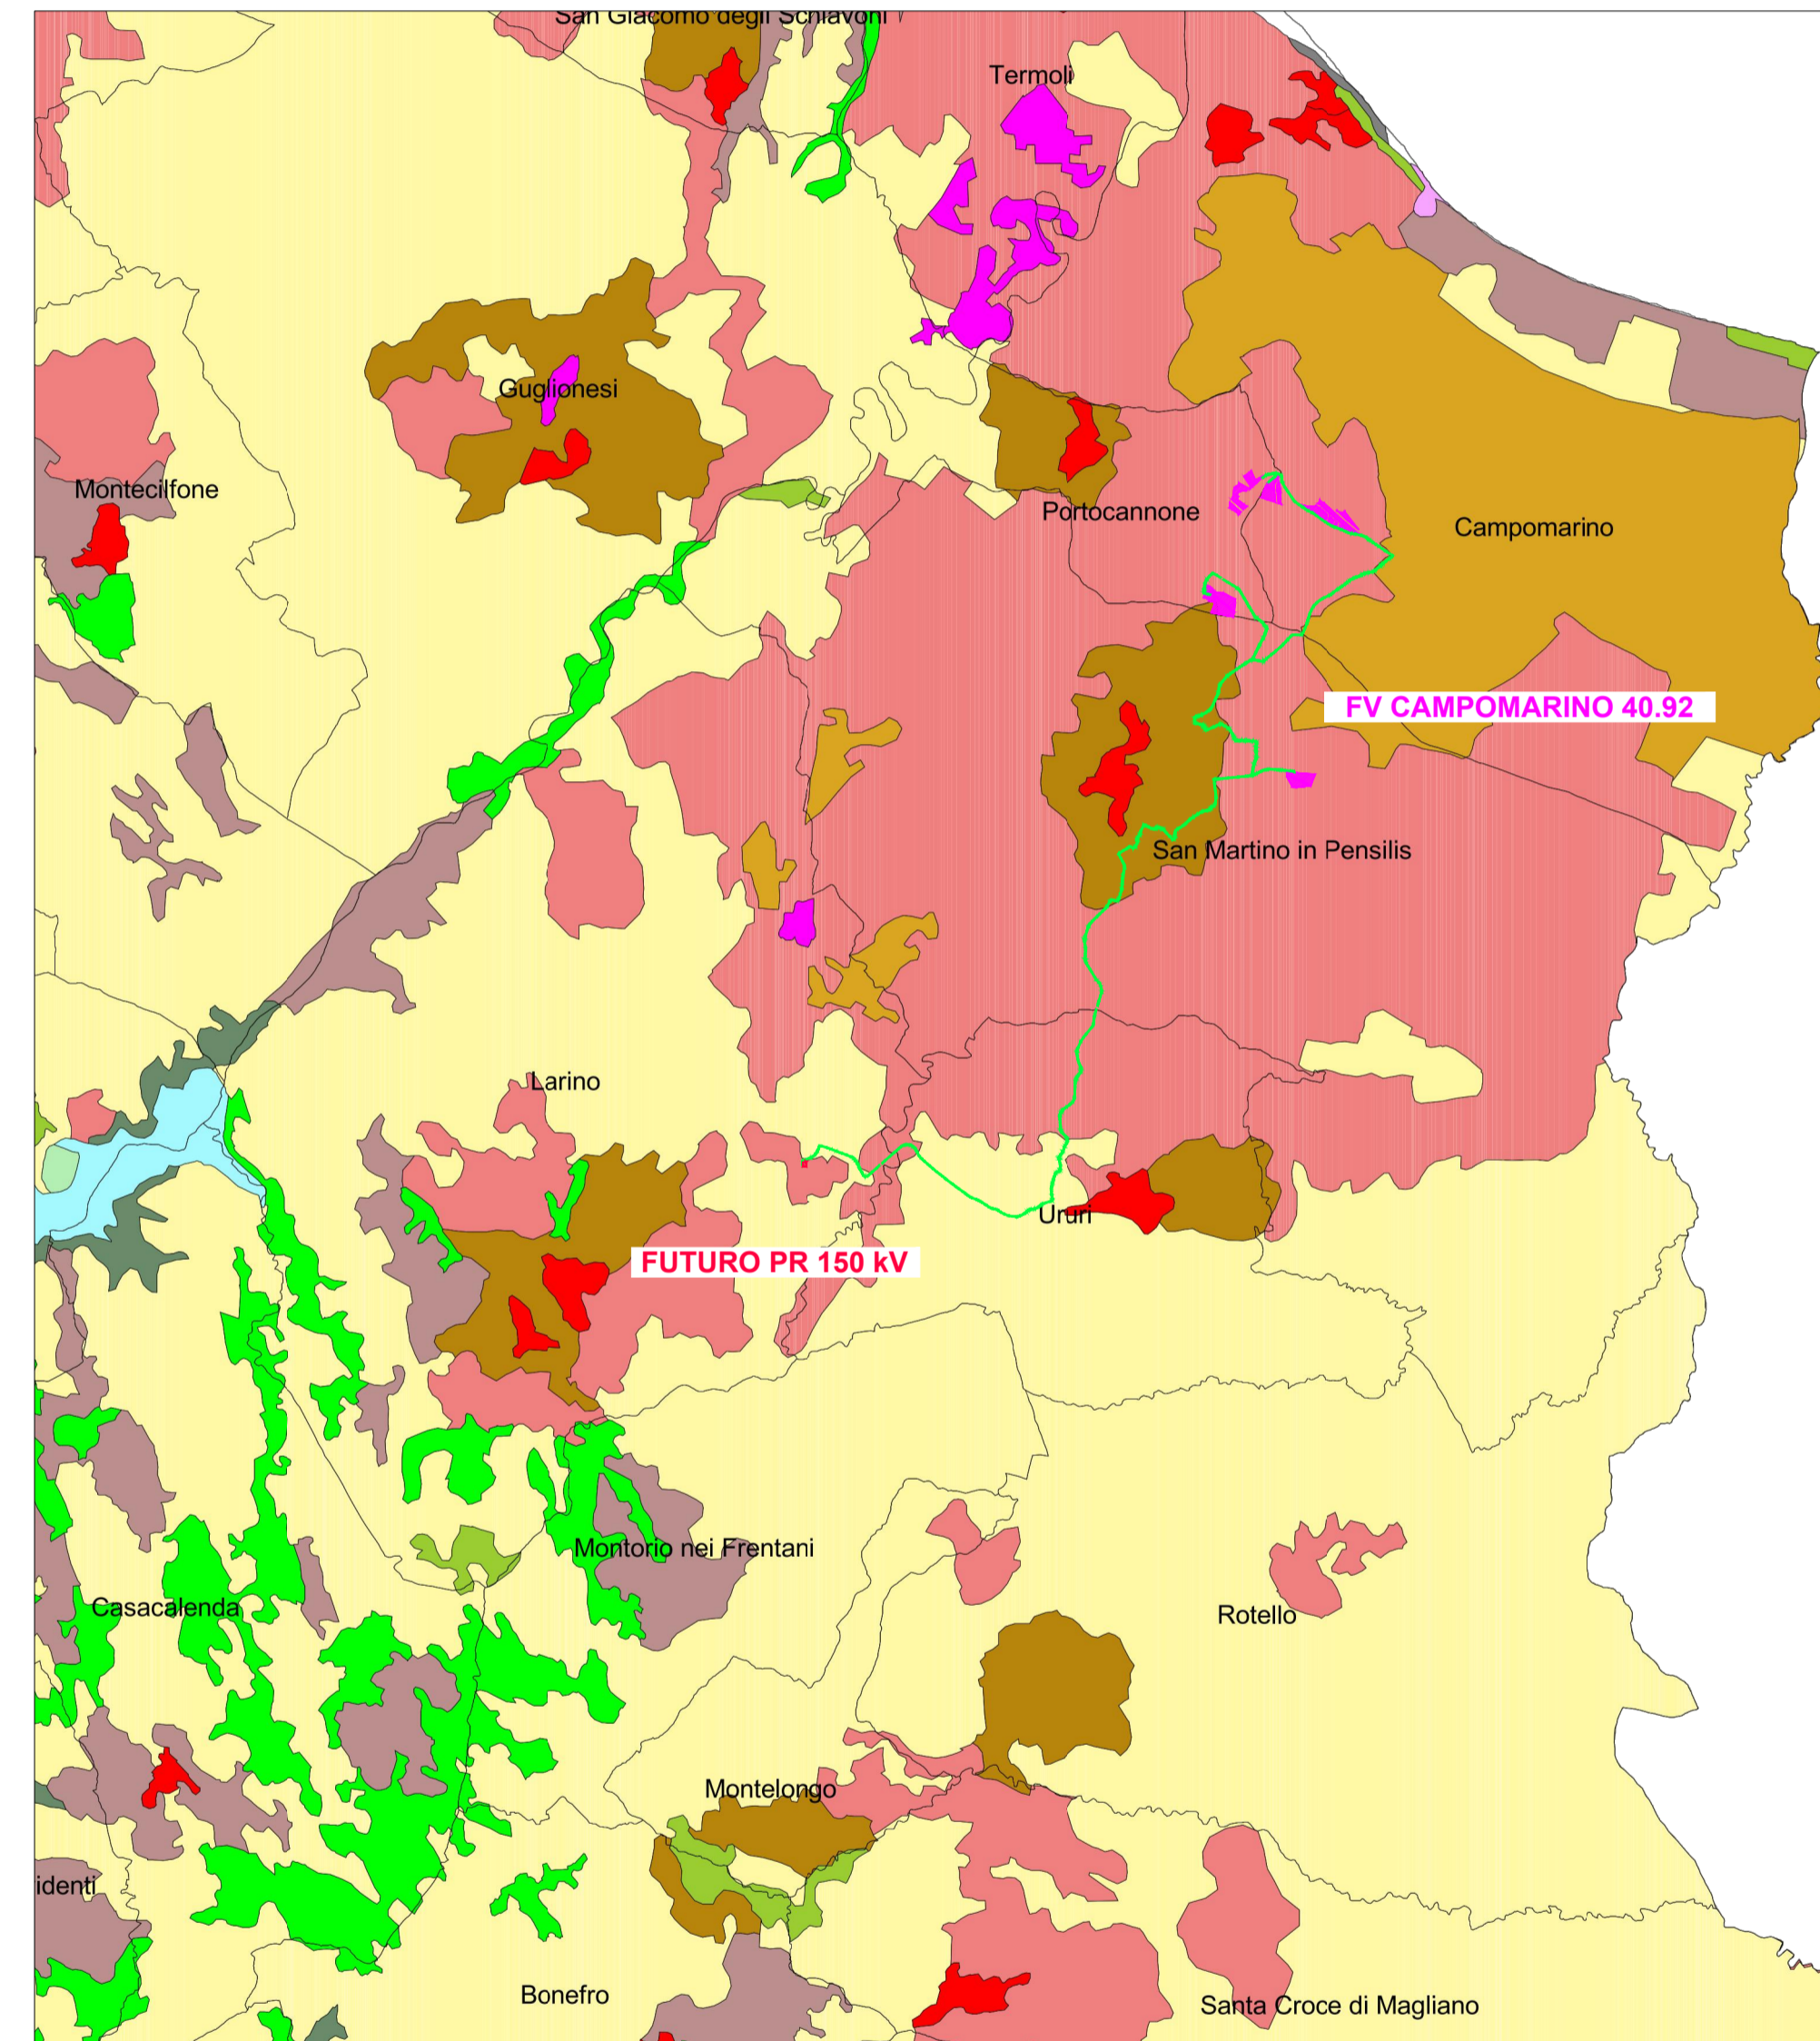 San Giacomo degli Schiavoni
Termoli
Guglionesi
Montecilfone
Portocannone
Campomarino
FV CAMPOMARINO 40.92
San Martino in Pensilis
Larino
Ururi
FUTURO PR 150 kV
Montorio nei Frentani
Casacalenda
Rotello
Montelongo
identi
Bonefro
Santa Croce di Magliano